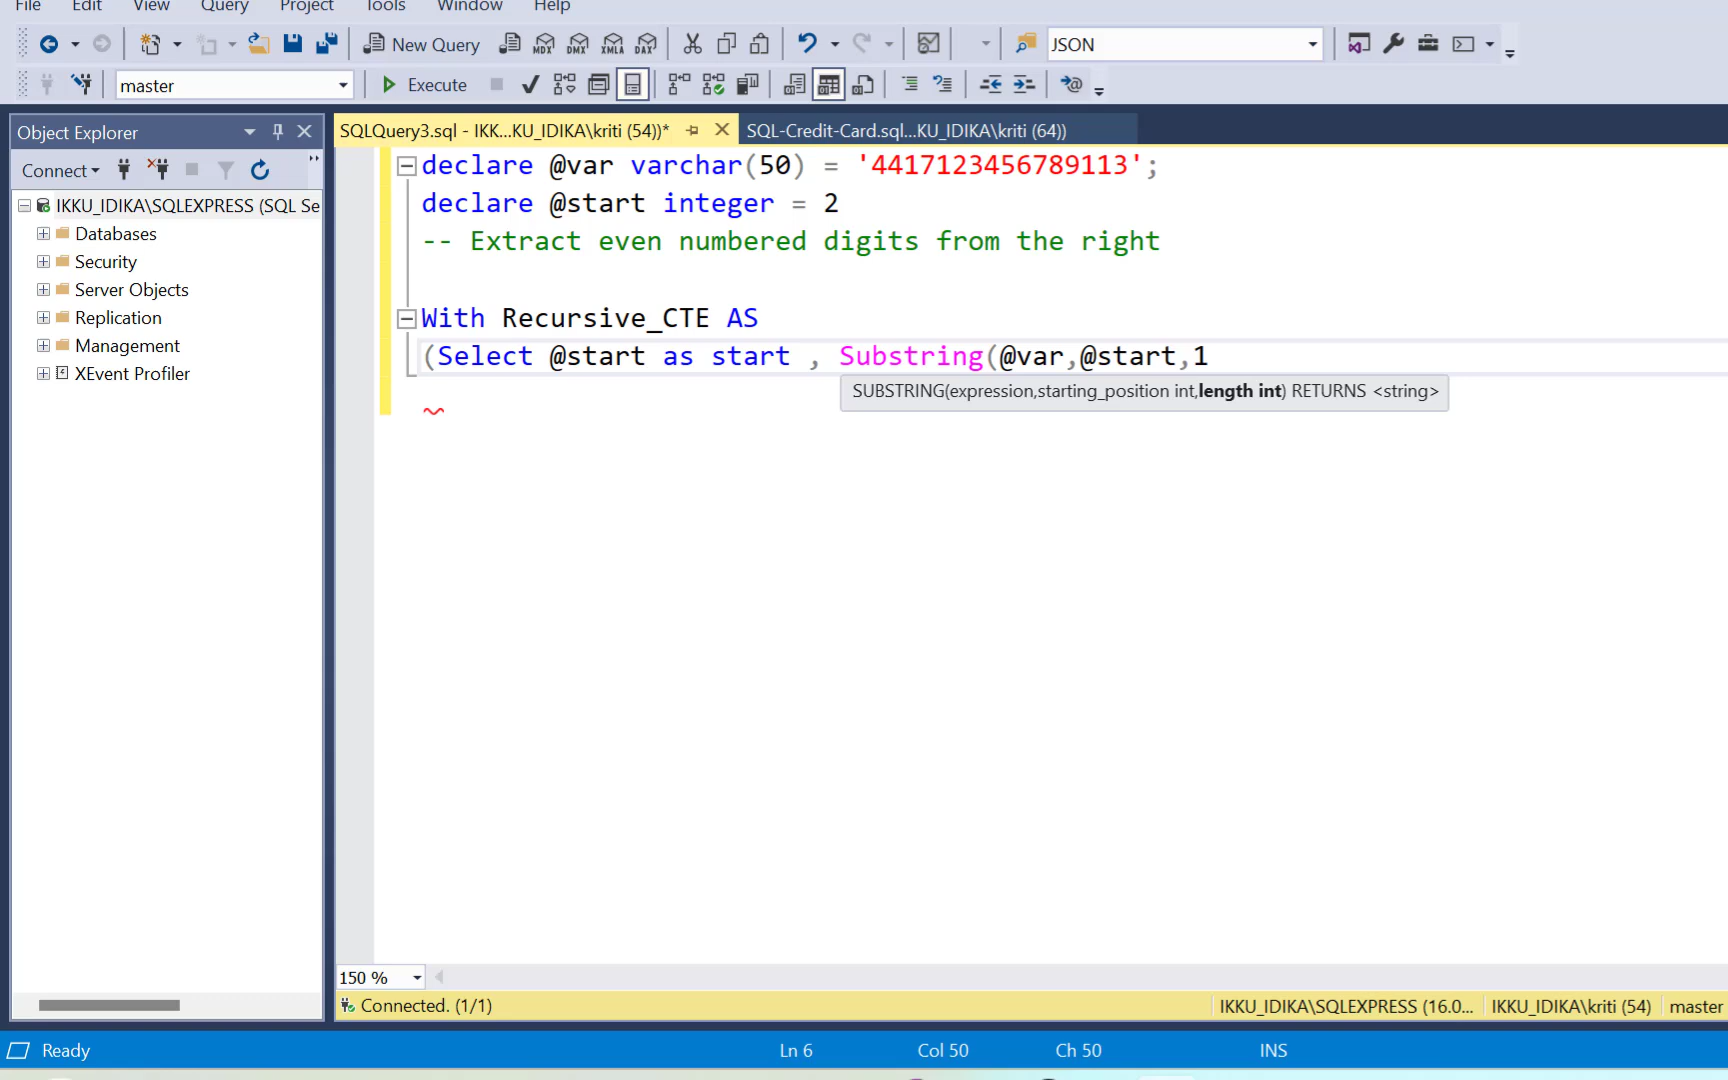 File Edit View Query Project Tools Window Help
New Query MDX DMX XMLA DAX JSON
master Execute
Object Explorer
SQLQuery3.sql - IKK...KU_IDIKA\kriti (54))* SQL-Credit-Card.sql...KU_IDIKA\kriti (64))
Connect
IKKU_IDIKA\SQLEXPRESS (SQL Se
Databases
Security
Server Objects
Replication
Management
XEvent Profiler
declare @var varchar(50) = '4417123456789113';
declare @start integer = 2
-- Extract even numbered digits from the right
With Recursive_CTE AS
(Select @start as start , Substring(@var,@start,1
SUBSTRING(expression,starting_position int,length int) RETURNS <string>
150 %
Connected. (1/1) IKKU_IDIKA\SQLEXPRESS (16.0... IKKU_IDIKA\kriti (54) master
Ready Ln 6 Col 50 Ch 50 INS